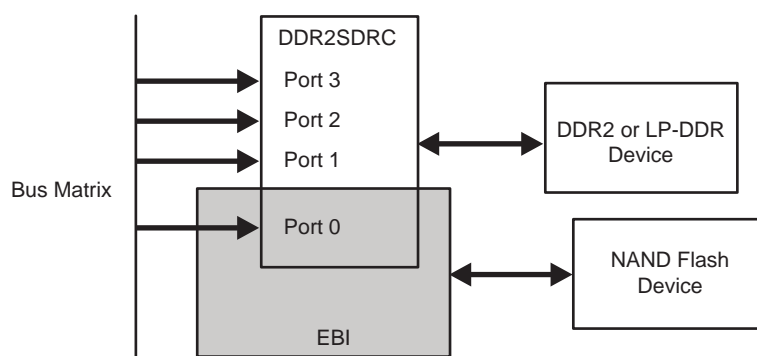 DDR2SDRC
Port 3
Port 2
Port 1
DDR2 or LP-DDR
Device
Bus Matrix
Port 0
NAND Flash
Device
EBI